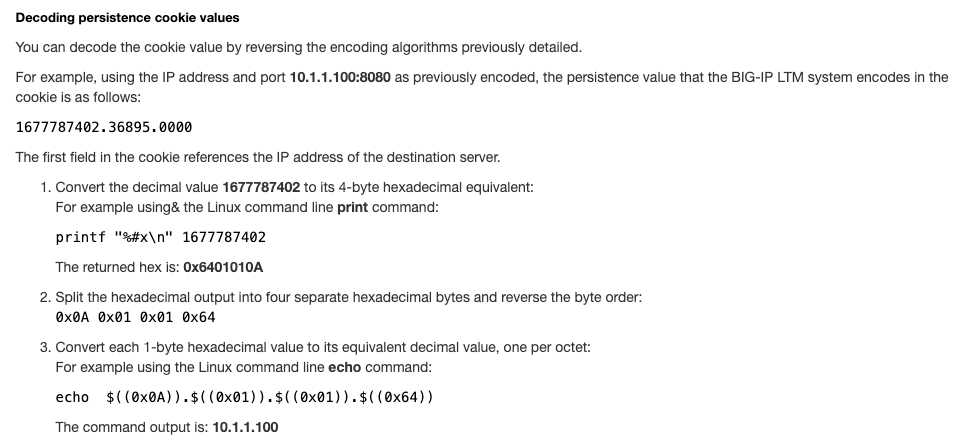 Decoding persistence cookie values
You can decode the cookie value by reversing the encoding algorithms previously detailed.
For example, using the IP address and port 10.1.1.100:8080 as previously encoded, the persistence value that the BIG-IP LTM system encodes in the
cookie is as follows:
1677787402.36895.0000
The first field in the cookie references the IP address of the destination server.
1. Convert the decimal value 1677787402 to its 4-byte hexadecimal equivalent:
For example using& the Linux command line print command:
printf "%#x\n" 1677787402
The returned hex is: 0x6401010A
2. Split the hexadecimal output into four separate hexadecimal bytes and reverse the byte order:
0x0A 0x01 0x01 0x64
3. Convert each 1-byte hexadecimal value to its equivalent decimal value, one per octet:
For example using the Linux command line echo command:
echo  $((0x0A)).$((0x01)).$((0x01)).$((0x64))
The command output is: 10.1.1.100